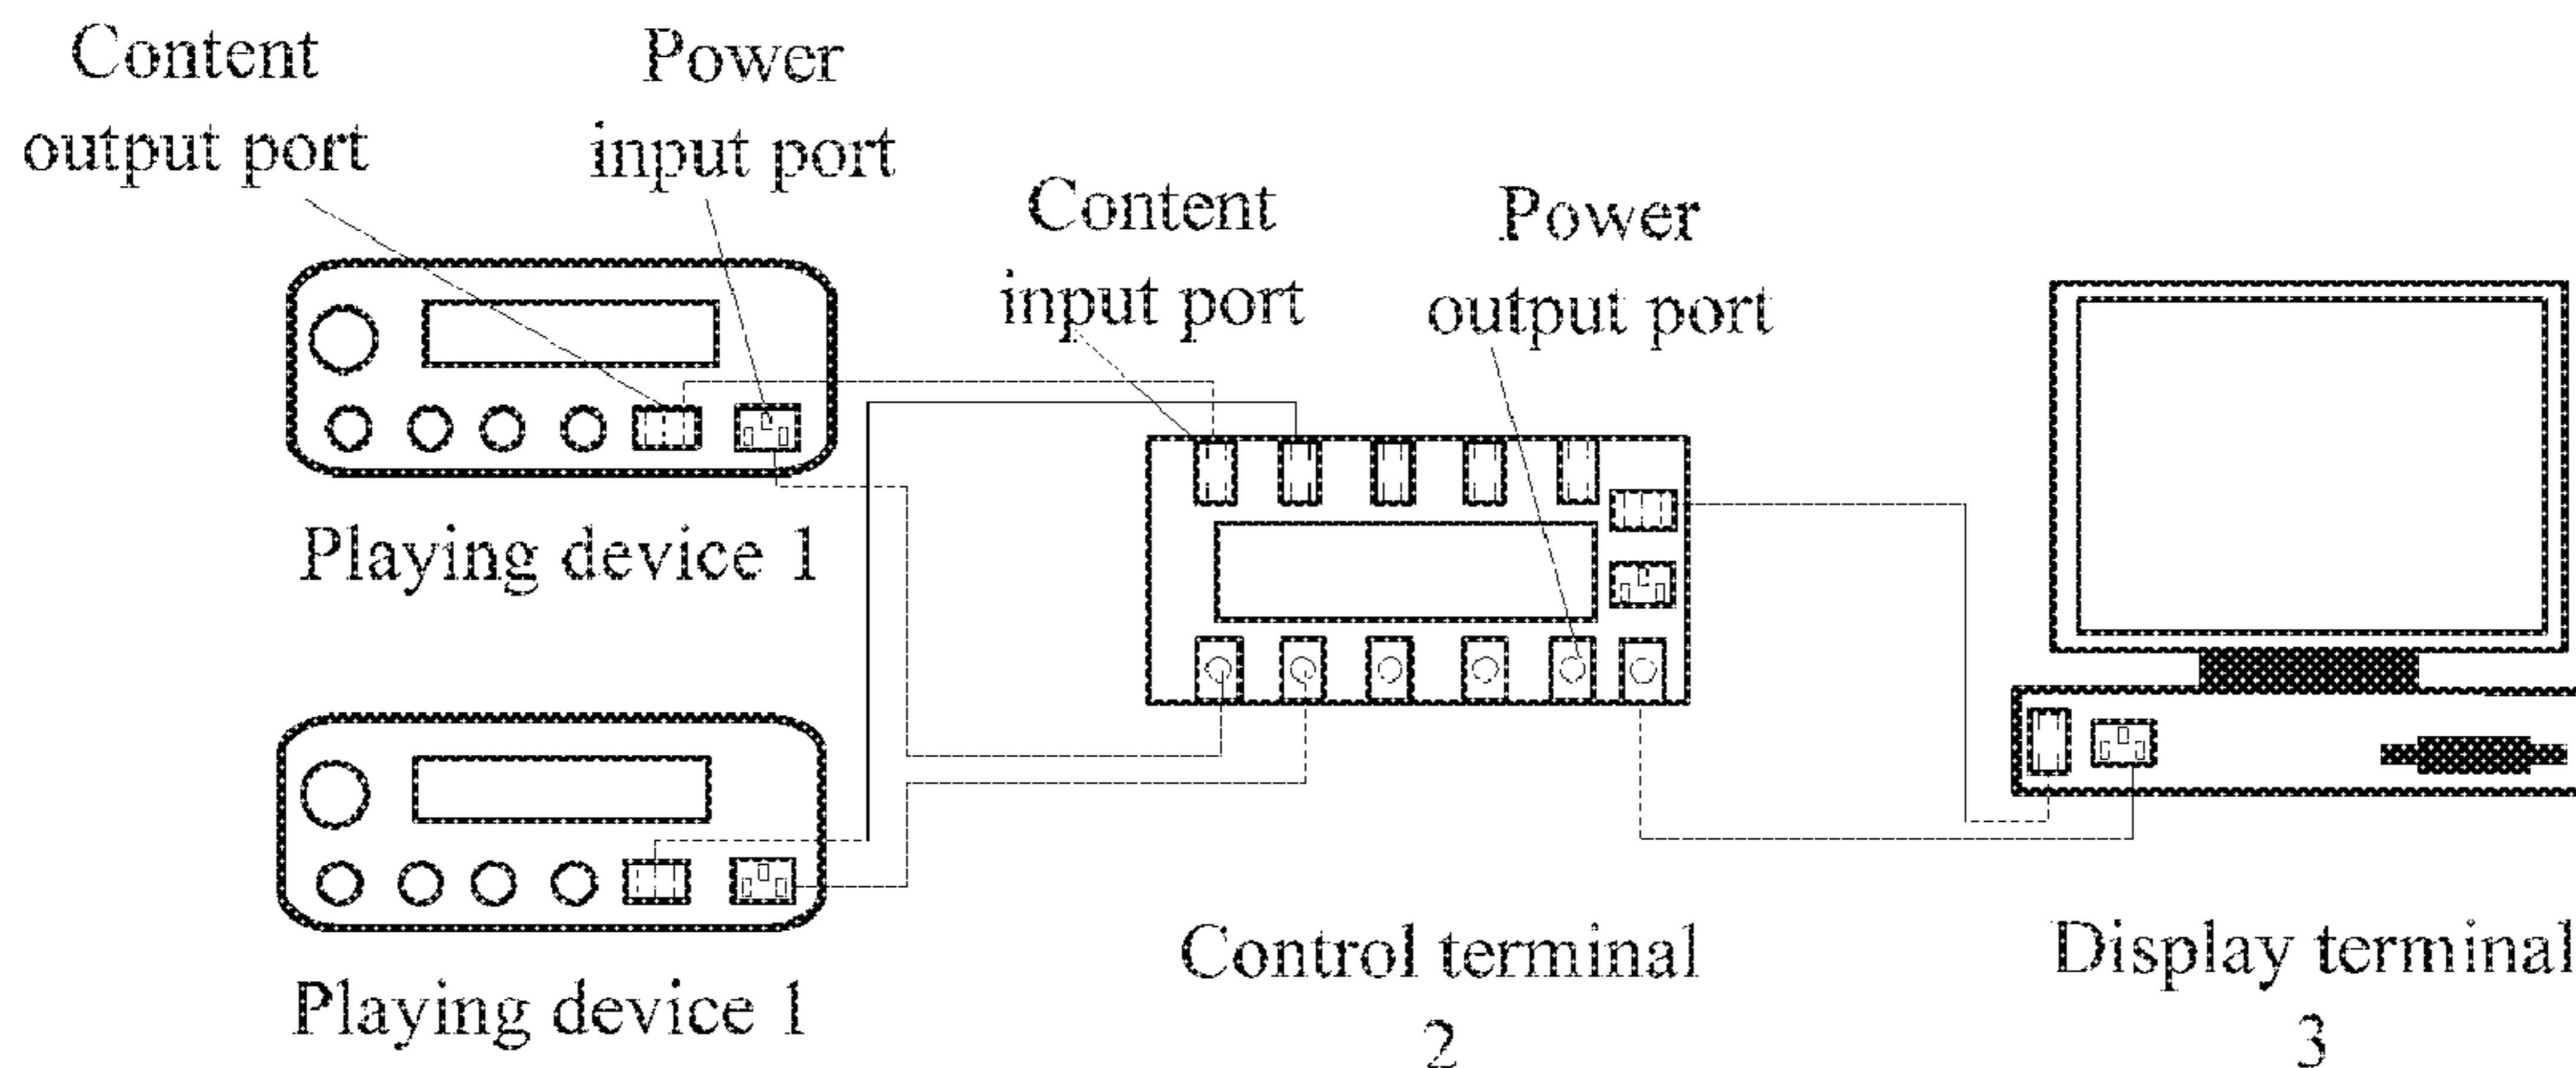 Content
output port
Power
input port
Content
input port
Power
output port
Playing device 1
Playing device 1
Control terminal
2
Display terminal
3